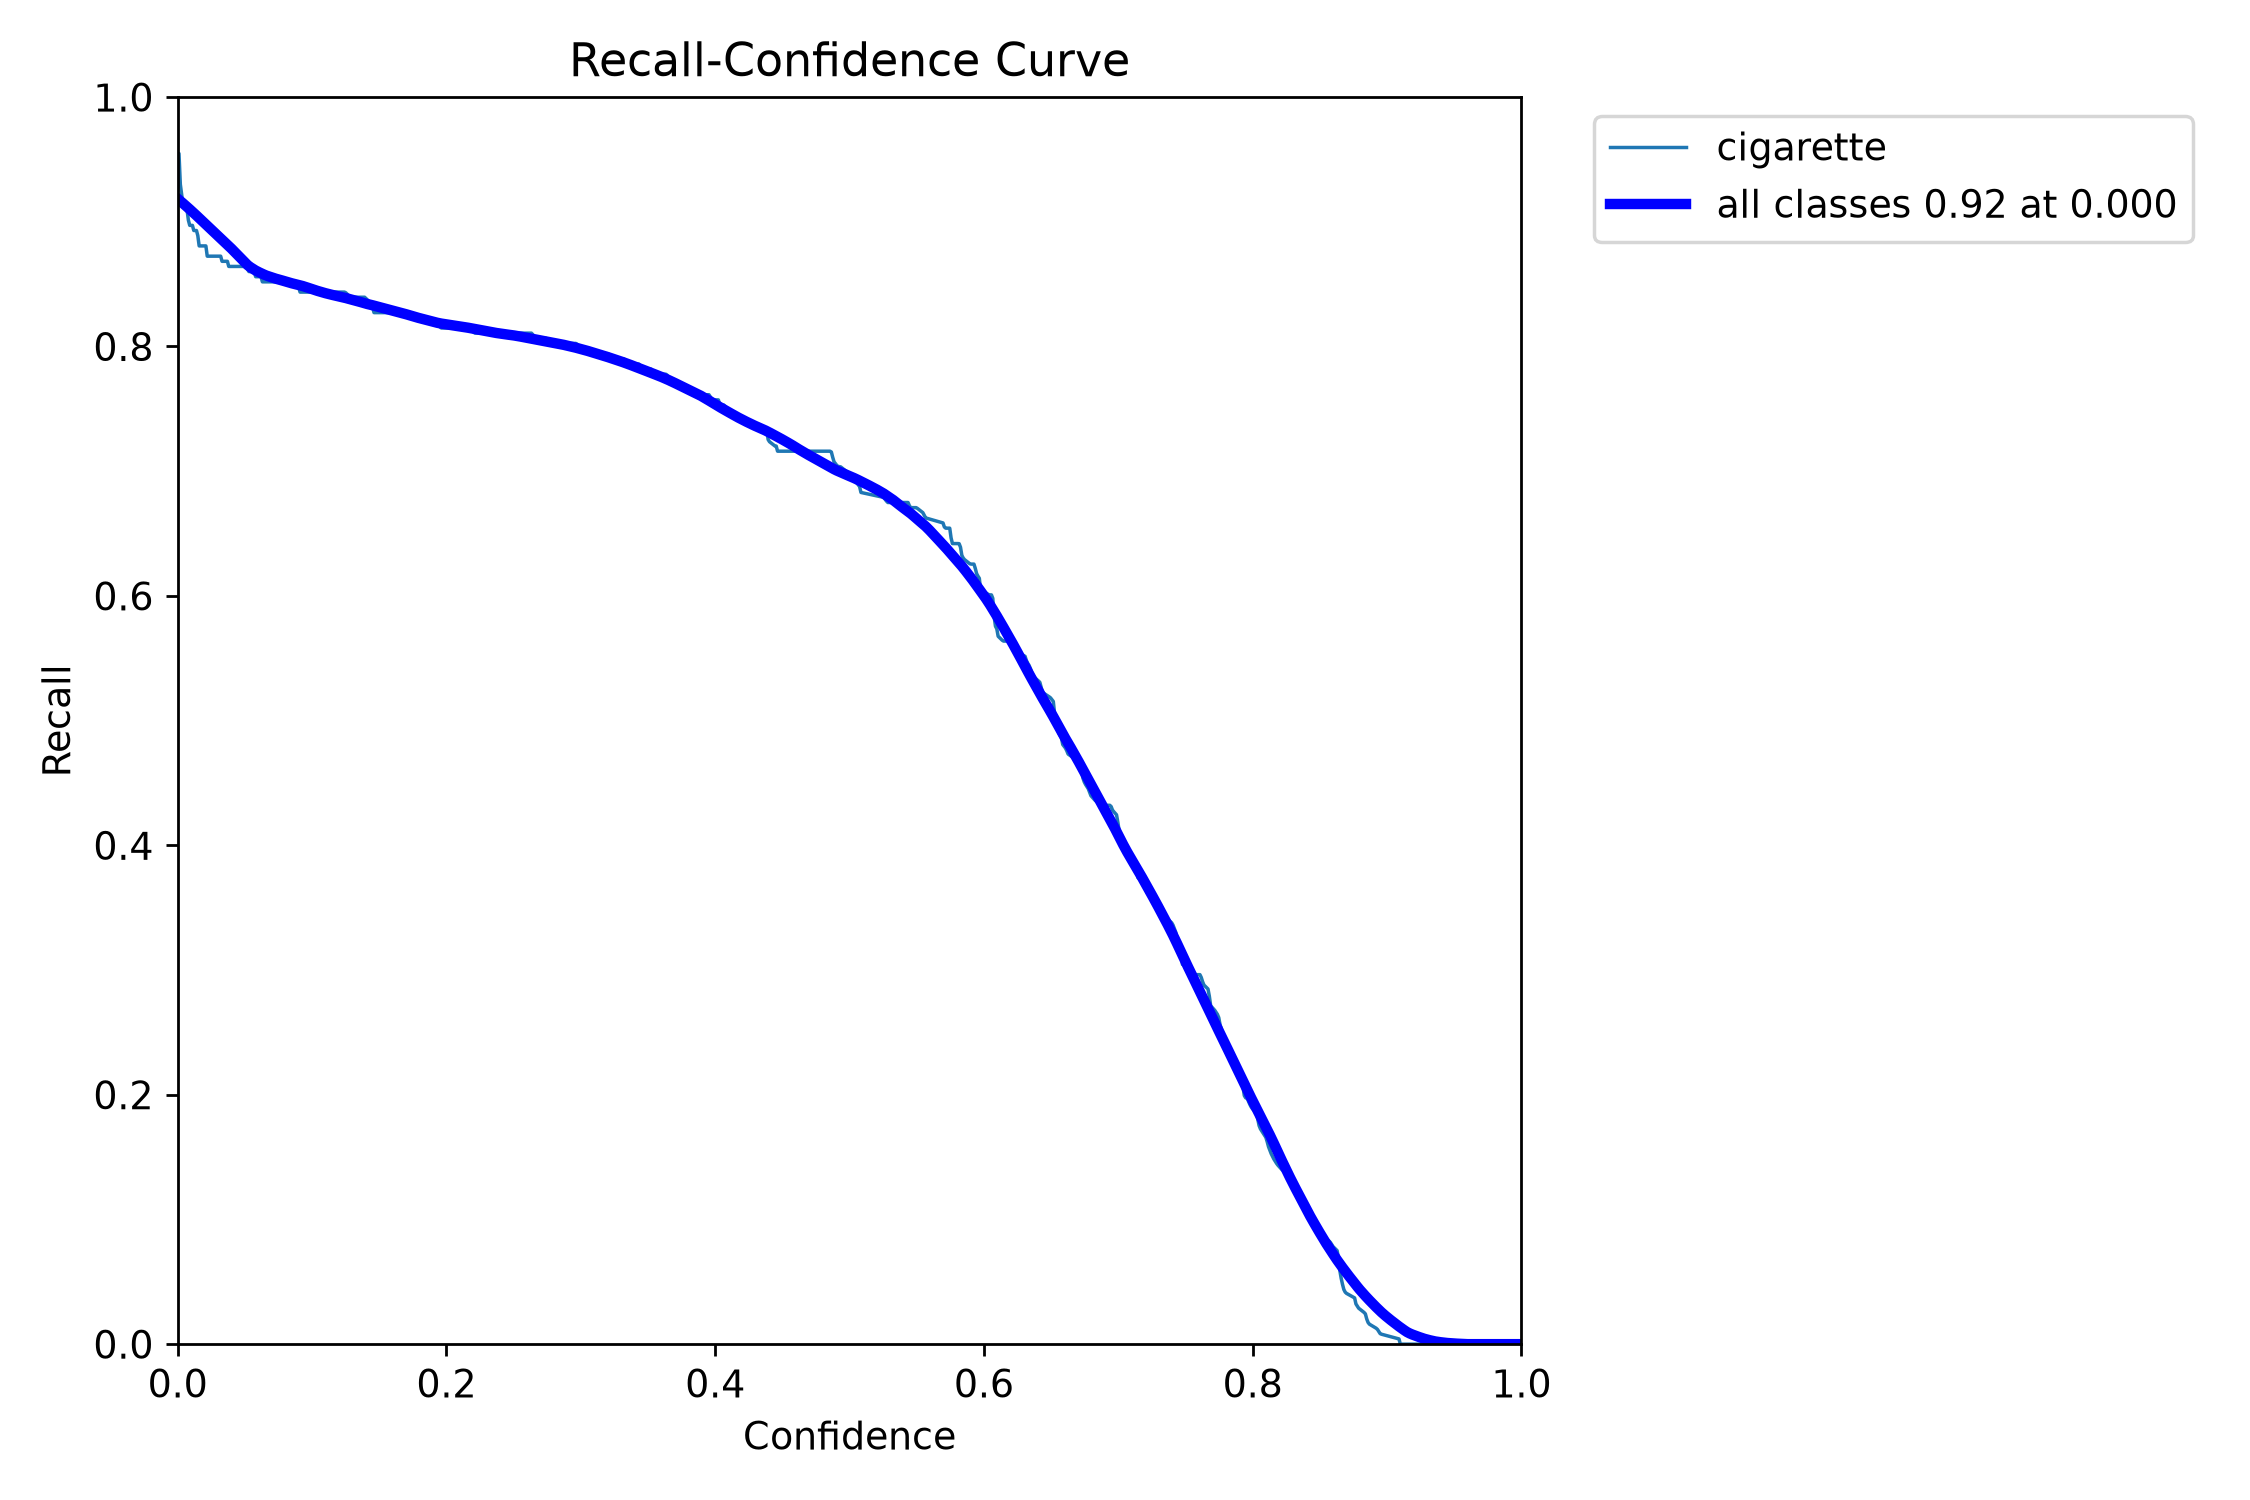 Recall-Confidence Curve
1.0
0.8
0.6
0.4
0.2
0.0
Recall
0.0 0.2 0.4 0.6 0.8 1.0
Confidence
cigarette
all classes 0.92 at 0.000